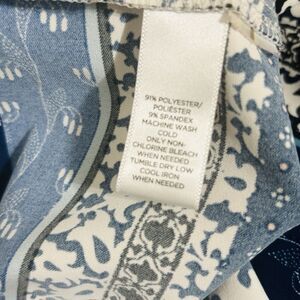 91% POLYESTER/
POLIÉSTER
9% SPANDEX
MACHINE WASH
COLD
ONLY NON-
CHLORINE BLEACH
WHEN NEEDED
TUMBLE DRY LOW
COOL IRON
WHEN NEEDED